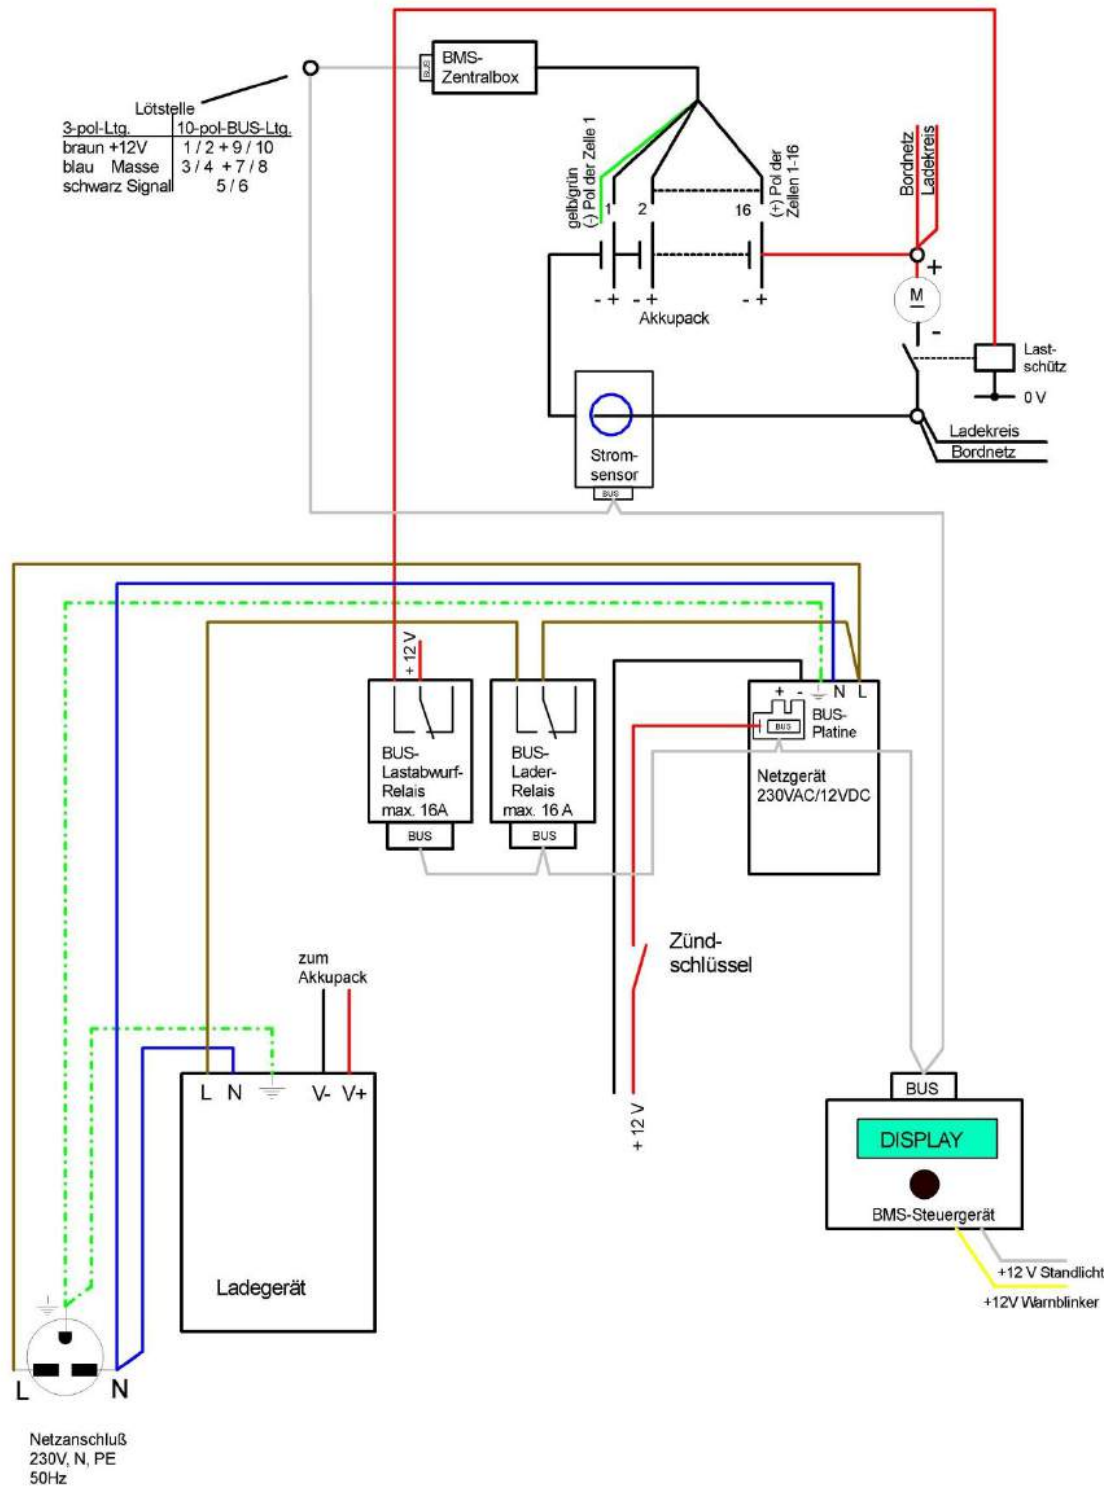 BUS
BMS-
Zentralbox
Lötstelle
3-pol-Ltg. 10-pol-BUS-Ltg.
braun +12V 1 / 2 + 9 / 10
blau Masse 3 / 4 + 7 / 8
schwarz Signal 5 / 6
gelb/grün
(-) Pol der Zelle 1
1 2 16
(+) Pol der
Zellen 1-16
Bordnetz
Ladekreis
- + - + - +
Akkupack
+
M
-
Last-
schütz
0 V
Ladekreis
Bordnetz
Strom-
sensor
BUS
+ 12 V
BUS-
Lastabwurf-
Relais
max. 16A
BUS
BUS-
Lader-
Relais
max. 16 A
BUS
+ - N L
BUS
BUS-
Platine
Netzgerät
230VAC/12VDC
Zünd-
schlüssel
+ 12 V
zum
Akkupack
L N V- V+
Ladegerät
BUS
DISPLAY
BMS-Steuergerät
+12 V Standlicht
+12V Warnblinker
L N
Netzanschluß
230V, N, PE
50Hz